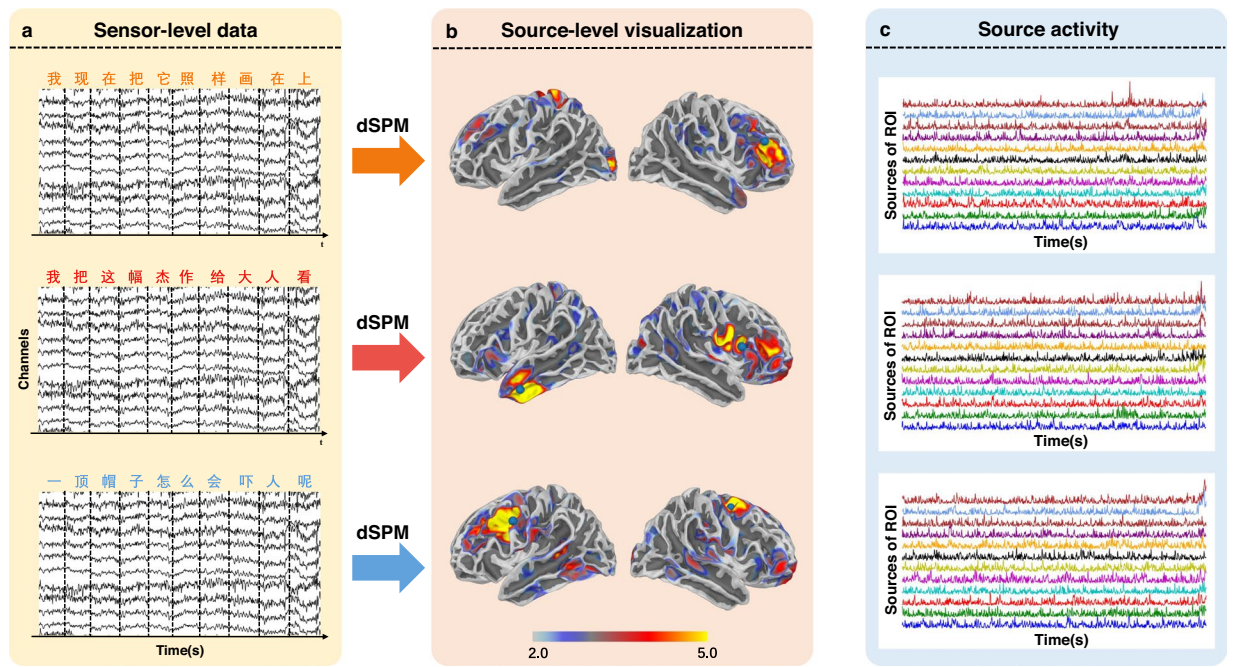 a Sensor-level data
我 现 在 把 它 照 样 画 在 上
t
Channels
我 把 这 幅 杰 作 给 大 人 看
t
一 顶 帽 子 怎 么 会 吓 人 呢
Time(s)
dSPM
dSPM
dSPM
b Source-level visualization
2.0 5.0
c Source activity
Sources of ROI
Time(s)
Sources of ROI
Time(s)
Sources of ROI
Time(s)